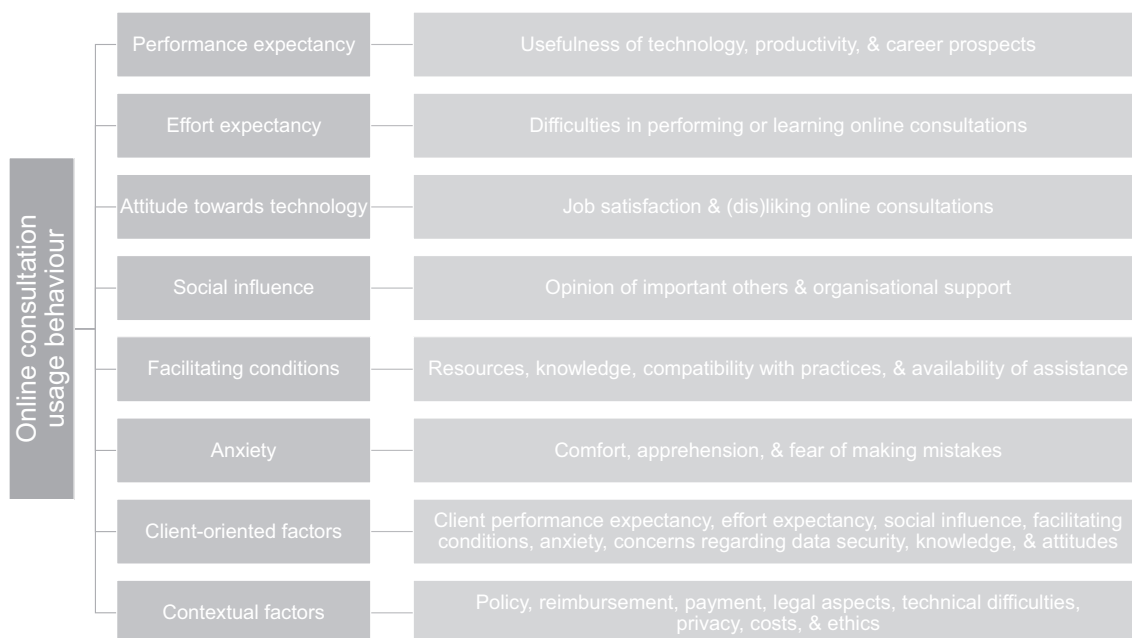 Online consultation
usage behaviour
Performance expectancy
Usefulness of technology, productivity, & career prospects
Effort expectancy
Difficulties in performing or learning online consultations
Attitude towards technology
Job satisfaction & (dis)liking online consultations
Social influence
Opinion of important others & organisational support
Facilitating conditions
Resources, knowledge, compatibility with practices, & availability of assistance
Anxiety
Comfort, apprehension, & fear of making mistakes
Client-oriented factors
Client performance expectancy, effort expectancy, social influence, facilitating
conditions, anxiety, concerns regarding data security, knowledge, & attitudes
Contextual factors
Policy, reimbursement, payment, legal aspects, technical difficulties,
privacy, costs, & ethics